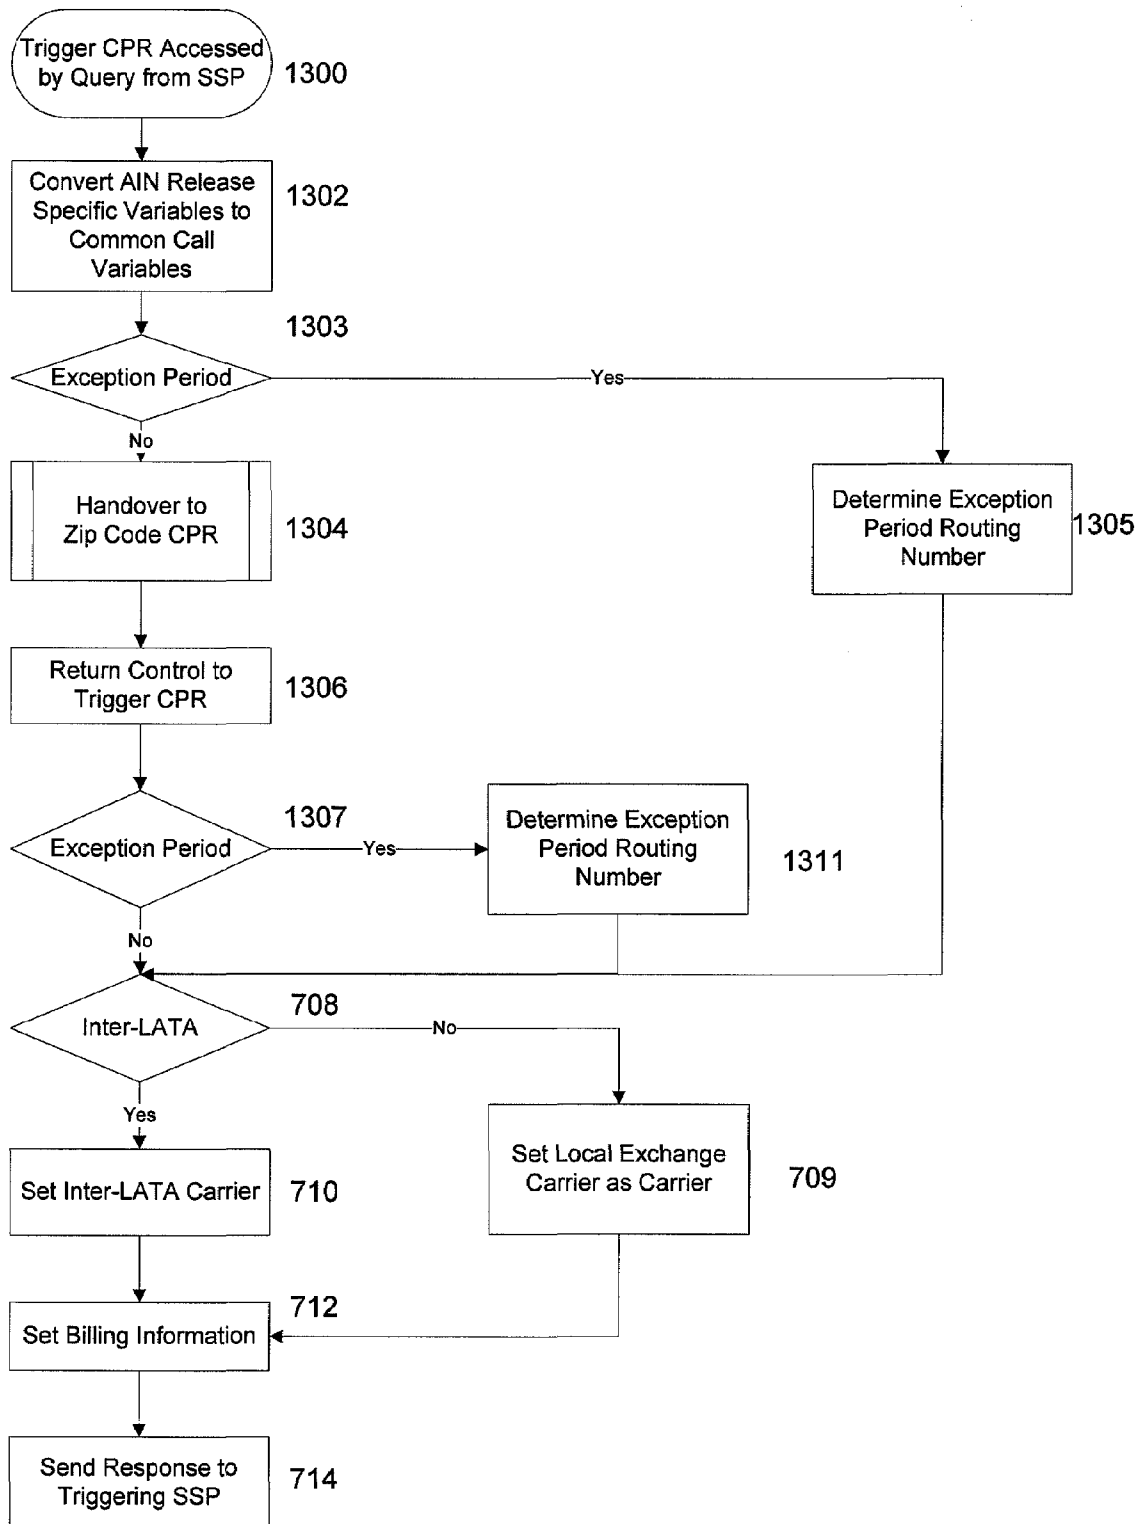 Trigger CPR Accessed
by Query from SSP
1300
Convert AIN Release
Specific Variables to
Common Call
Variables
1302
1303
Exception Period
Yes
No
Handover to
Zip Code CPR
1304
Determine Exception
Period Routing
Number
1305
Return Control to
Trigger CPR
1306
1307
Exception Period
Yes
Determine Exception
Period Routing
Number
1311
No
708
Inter-LATA
No
Yes
Set Local Exchange
Carrier as Carrier
709
Set Inter-LATA Carrier
710
712
Set Billing Information
Send Response to
Triggering SSP
714